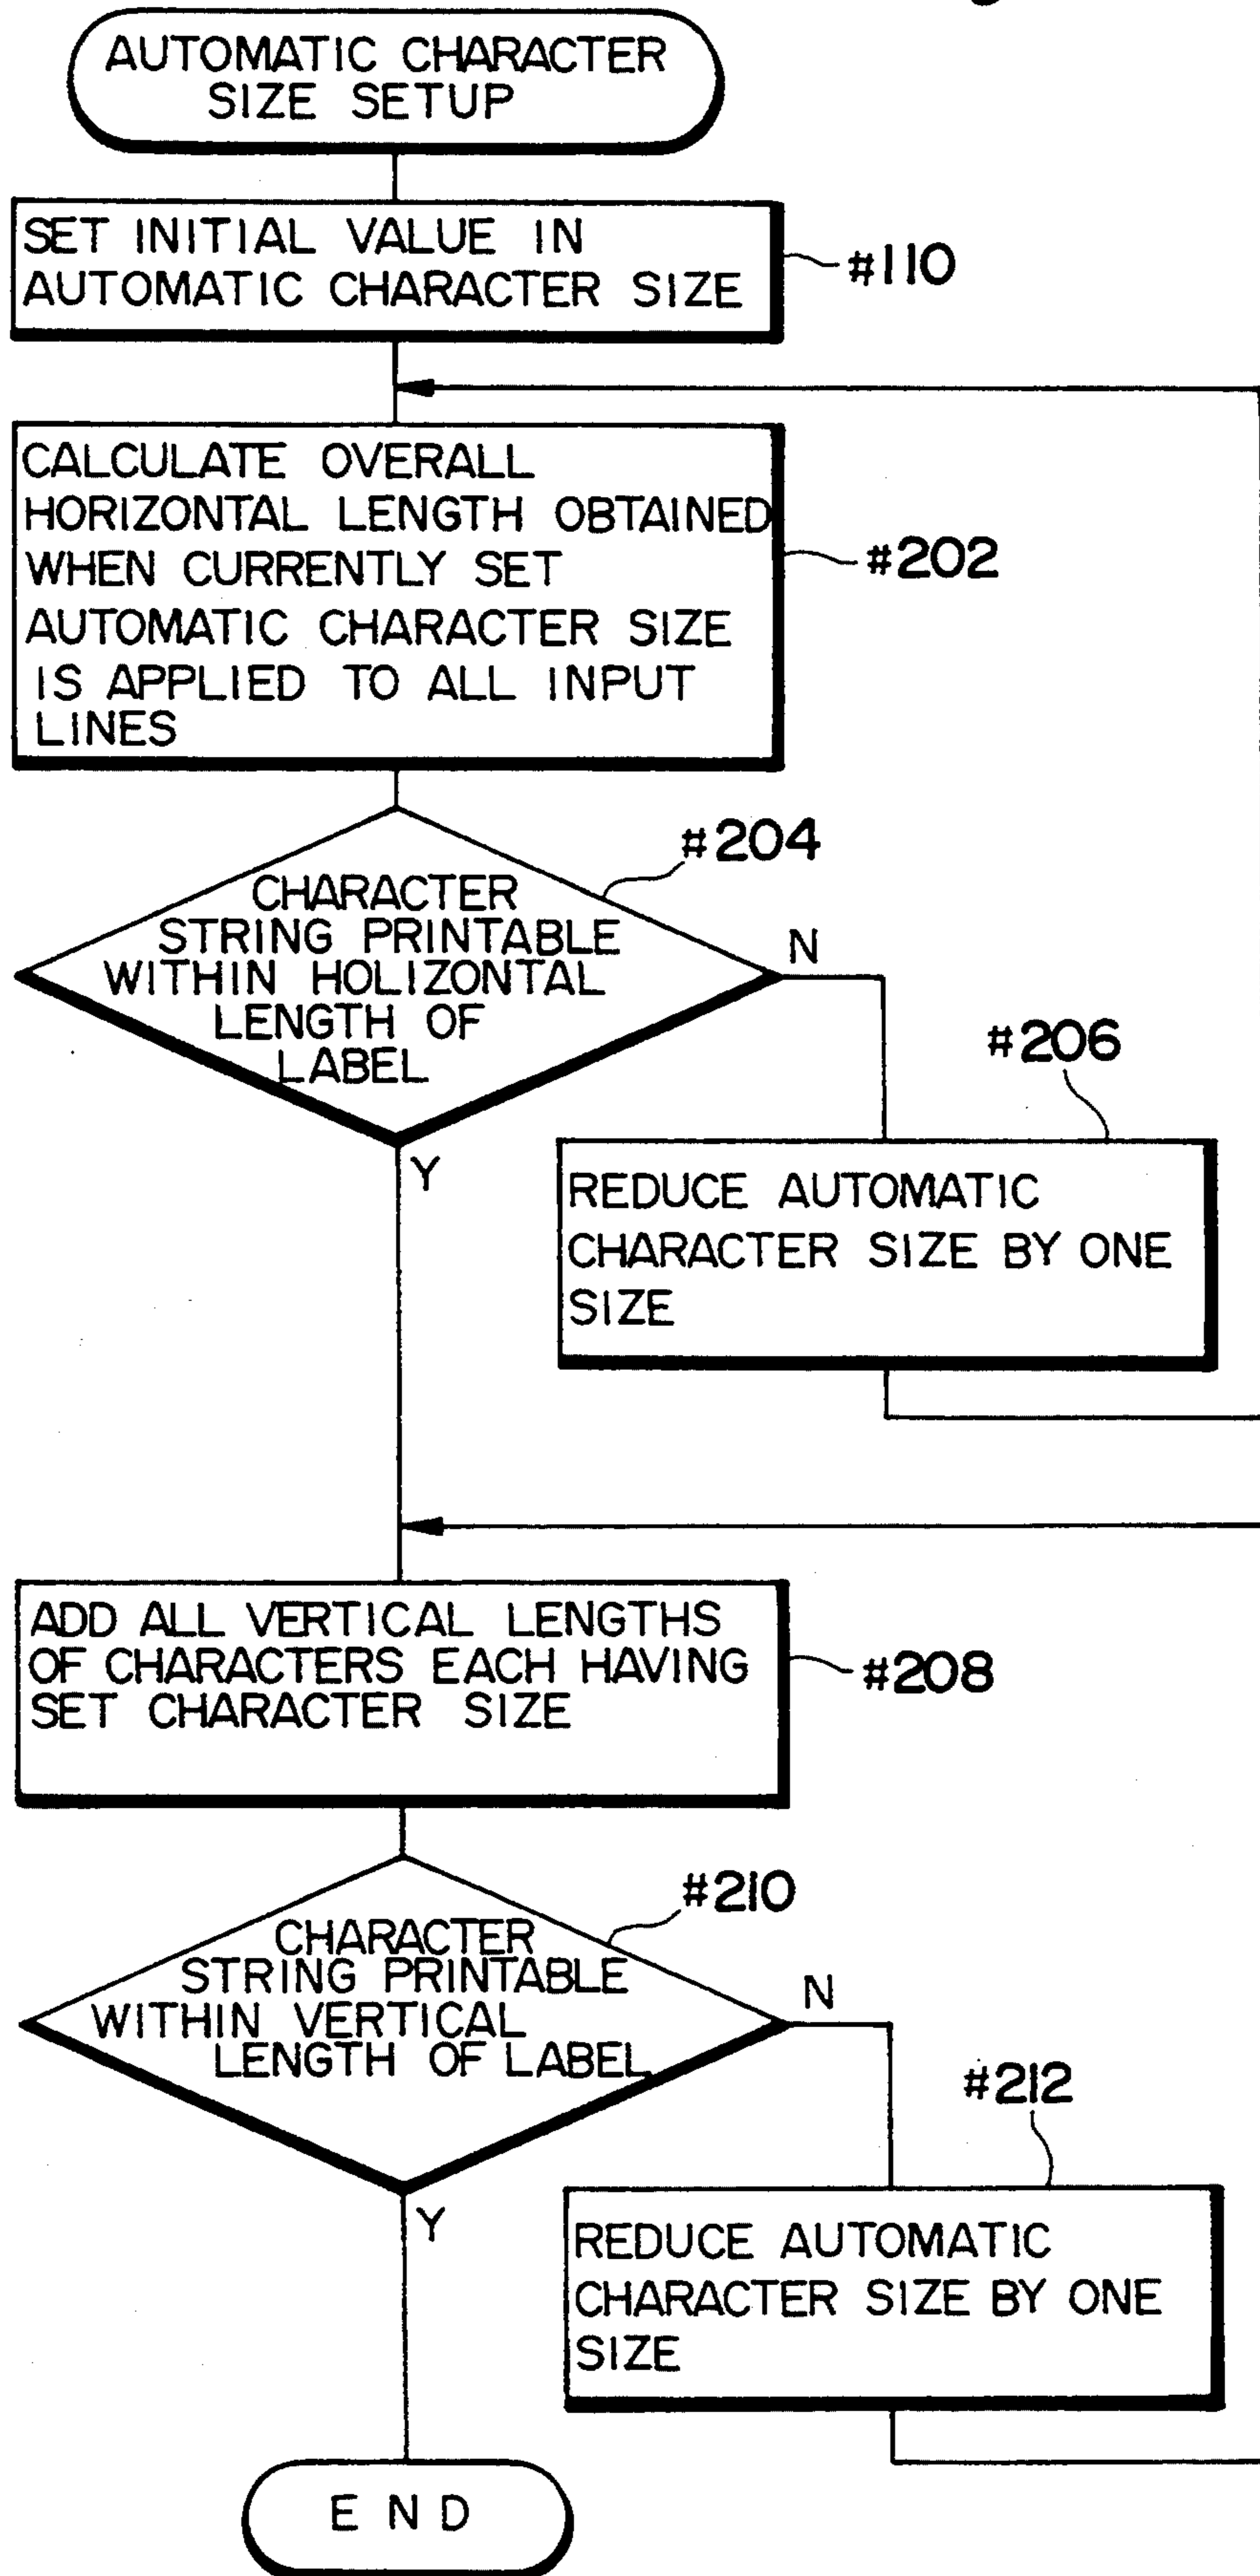 AUTOMATIC CHARACTER
SIZE SETUP
SET INITIAL VALUE IN
AUTOMATIC CHARACTER SIZE
#110
CALCULATE OVERALL
HORIZONTAL LENGTH OBTAINED
WHEN CURRENTLY SET
AUTOMATIC CHARACTER SIZE
IS APPLIED TO ALL INPUT
LINES
#202
#204
CHARACTER
STRING PRINTABLE
WITHIN HOLIZONTAL
LENGTH OF
LABEL
N
Y
#206
REDUCE AUTOMATIC
CHARACTER SIZE BY ONE
SIZE
ADD ALL VERTICAL LENGTHS
OF CHARACTERS EACH HAVING
SET CHARACTER SIZE
#208
#210
CHARACTER
STRING PRINTABLE
WITHIN VERTICAL
LENGTH OF LABEL
N
Y
#212
REDUCE AUTOMATIC
CHARACTER SIZE BY ONE
SIZE
END